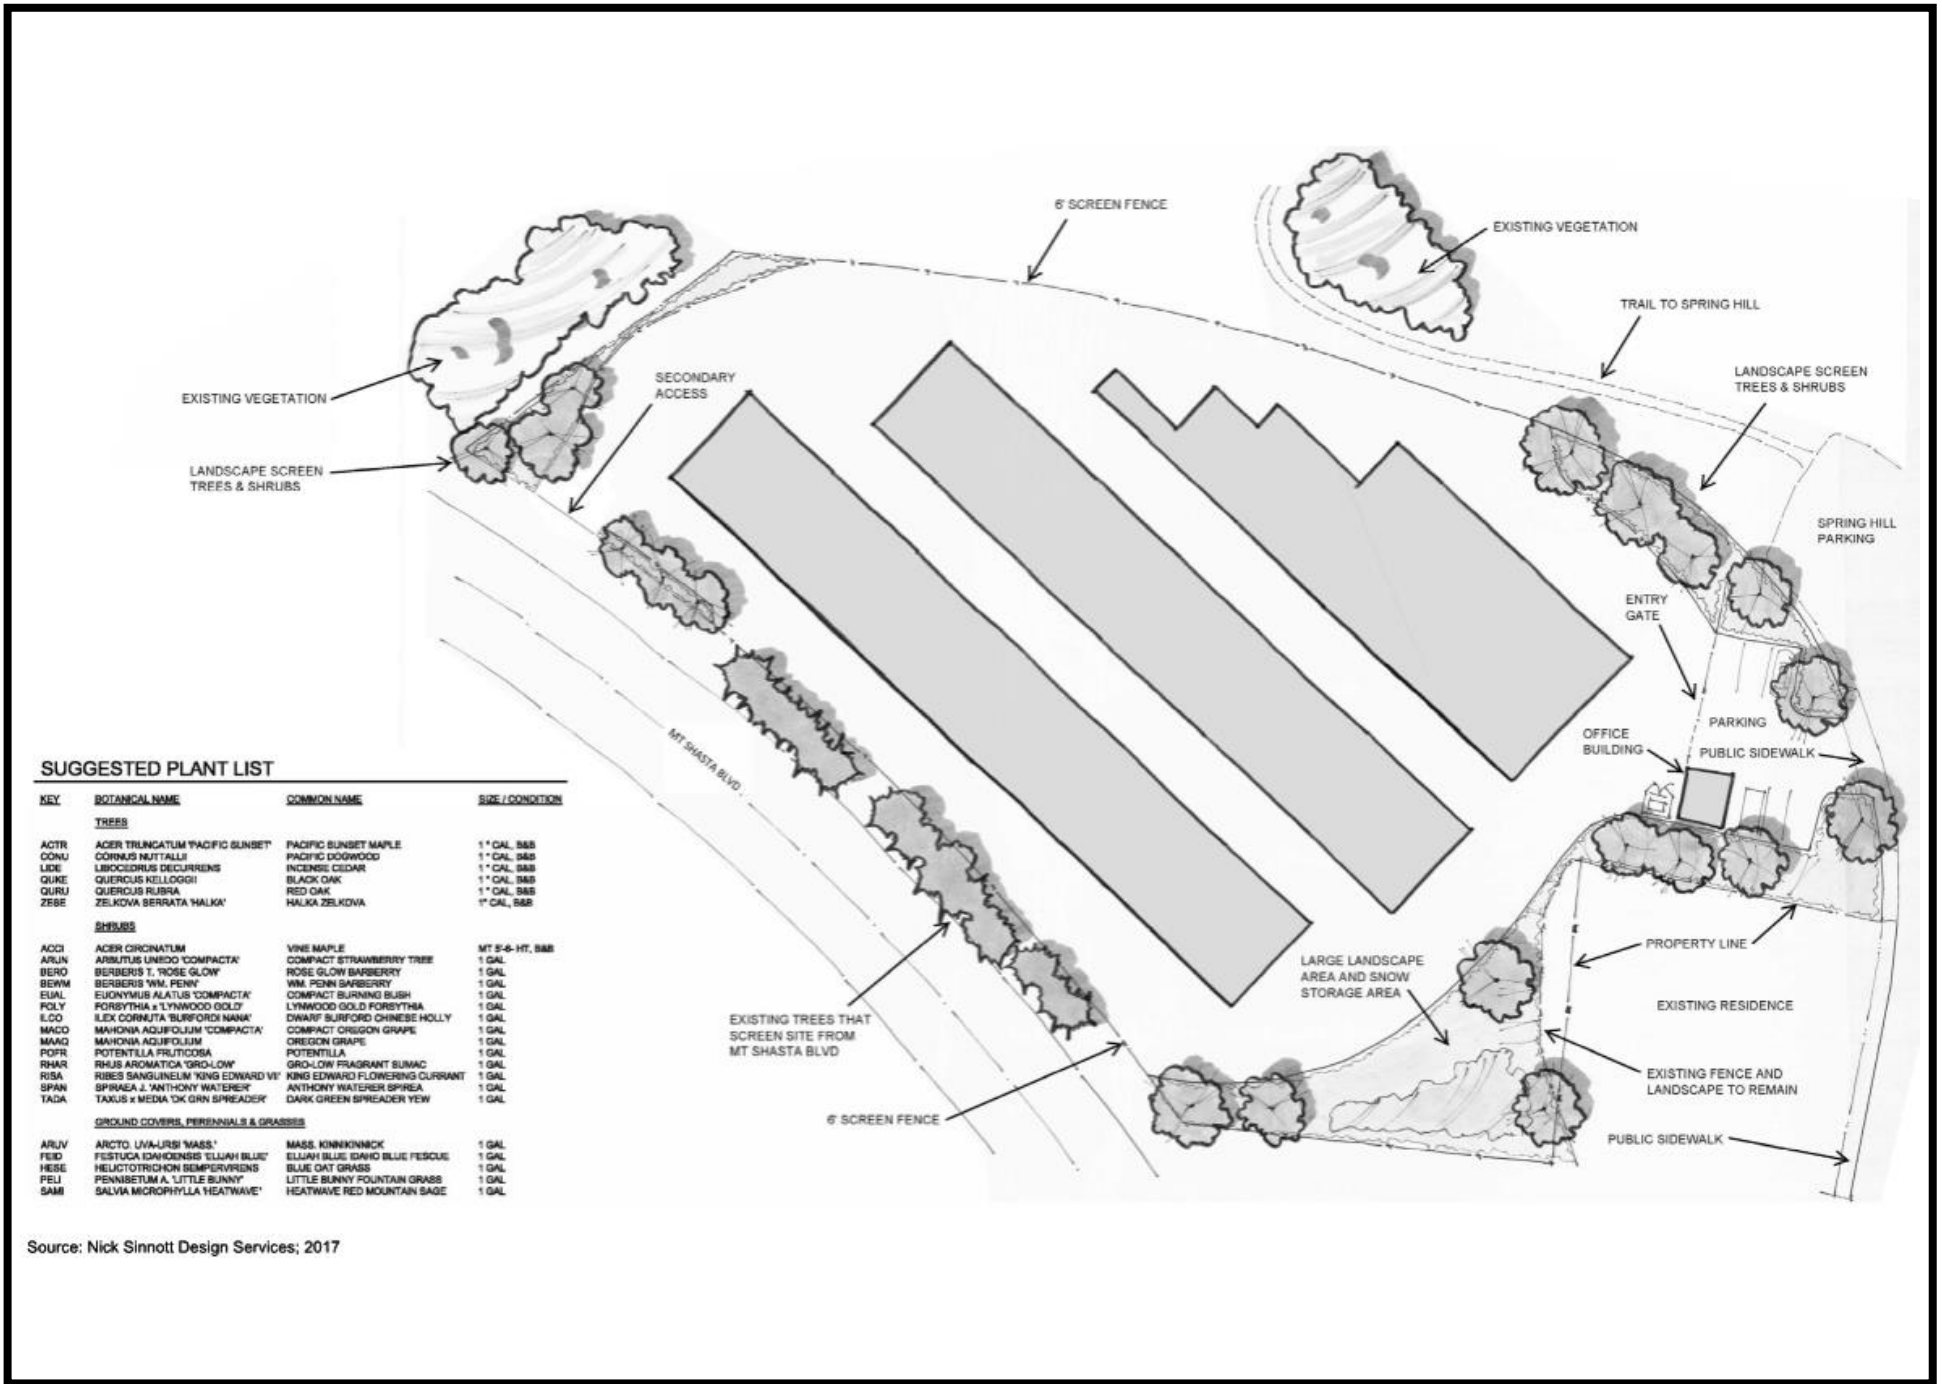 6' SCREEN FENCE
EXISTING VEGETATION
TRAIL TO SPRING HILL
LANDSCAPE SCREEN
TREES & SHRUBS
SECONDARY
ACCESS
EXISTING VEGETATION
LANDSCAPE SCREEN
TREES & SHRUBS
SPRING HILL
PARKING
ENTRY
GATE
PARKING
OFFICE
BUILDING
PUBLIC SIDEWALK
MT SHASTA BLVD
PROPERTY LINE
LARGE LANDSCAPE
AREA AND SNOW
STORAGE AREA
EXISTING RESIDENCE
EXISTING TREES THAT
SCREEN SITE FROM
MT SHASTA BLVD
EXISTING FENCE AND
LANDSCAPE TO REMAIN
6' SCREEN FENCE
PUBLIC SIDEWALK
SUGGESTED PLANT LIST
KEY BOTANICAL NAME COMMON NAME SIZE / CONDITION
TREES
ACTR ACER TRUNCATUM 'PACIFIC SUNSET' PACIFIC SUNSET MAPLE 1" CAL, B&B
CONU CORNUS NUTTALLII PACIFIC DOGWOOD 1" CAL, B&B
LIDE LIBOCEDRUS DECURRENS INCENSE CEDAR 1" CAL, B&B
QUKE QUERCUS KELLOGGII BLACK OAK 1" CAL, B&B
QURU QUERCUS RUBRA RED OAK 1" CAL, B&B
ZESE ZELKOVA SERRATA 'HALKA' HALKA ZELKOVA 1" CAL, B&B
SHRUBS
ACCI ACER CIRCINATUM VINE MAPLE MT 5'-6- HT, B&B
ARUN ARBUTUS UNEDO 'COMPACTA' COMPACT STRAWBERRY TREE 1 GAL
BERO BERBERIS T. 'ROSE GLOW' ROSE GLOW BARBERRY 1 GAL
BEWM BERBERIS 'WM. PENN' WM. PENN BARBERRY 1 GAL
EUAL EUONYMUS ALATUS 'COMPACTA' COMPACT BURNING BUSH 1 GAL
FOLY FORSYTHIA x 'LYNWOOD GOLD' LYNWOOD GOLD FORSYTHIA 1 GAL
ILCO ILEX CORNUTA 'BURFORDI NANA' DWARF BURFORD CHINESE HOLLY 1 GAL
MACO MAHONIA AQUIFOLIUM 'COMPACTA' COMPACT OREGON GRAPE 1 GAL
MAAQ MAHONIA AQUIFOLIUM OREGON GRAPE 1 GAL
POFR POTENTILLA FRUTICOSA POTENTILLA 1 GAL
RHAR RHUS AROMATICA 'GRO-LOW' GRO-LOW FRAGRANT SUMAC 1 GAL
RISA RIBES SANGUINEUM 'KING EDWARD VII' KING EDWARD FLOWERING CURRANT 1 GAL
SPAN SPIRAEA J. 'ANTHONY WATERER' ANTHONY WATERER SPIREA 1 GAL
TADA TAXUS x MEDIA 'DK GRN SPREADER' DARK GREEN SPREADER YEW 1 GAL
GROUND COVERS, PERENNIALS & GRASSES
ARUV ARCTO. UVA-URSI 'MASS.' MASS. KINNIKINNICK 1 GAL
FEID FESTUCA IDAHOENSIS 'ELIJAH BLUE' ELIJAH BLUE IDAHO BLUE FESCUE 1 GAL
HESE HELICTOTRICHON SEMPERVIRENS BLUE OAT GRASS 1 GAL
PELI PENNISETUM A. 'LITTLE BUNNY' LITTLE BUNNY FOUNTAIN GRASS 1 GAL
SAMI SALVIA MICROPHYLLA 'HEATWAVE' HEATWAVE RED MOUNTAIN SAGE 1 GAL
Source: Nick Sinnott Design Services; 2017